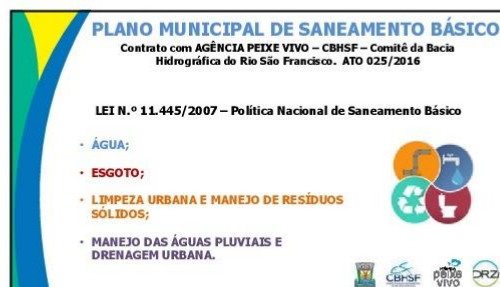 PLANO MUNICIPAL DE SANEAMENTO BÁSICO
Contrato com AGÊNCIA PEIXE VIVO – CBHSF – Comitê da Bacia
Hidrográfica do Rio São Francisco. ATO 025/2016
LEI N.º 11.445/2007 – Política Nacional de Saneamento Básico
• ÁGUA;
• ESGOTO;
• LIMPEZA URBANA E MANEJO DE RESÍDUOS
SÓLIDOS;
• MANEJO DAS ÁGUAS PLUVIAIS E
DRENAGEM URBANA.
CBHSF
peixe
vivo
DRZ